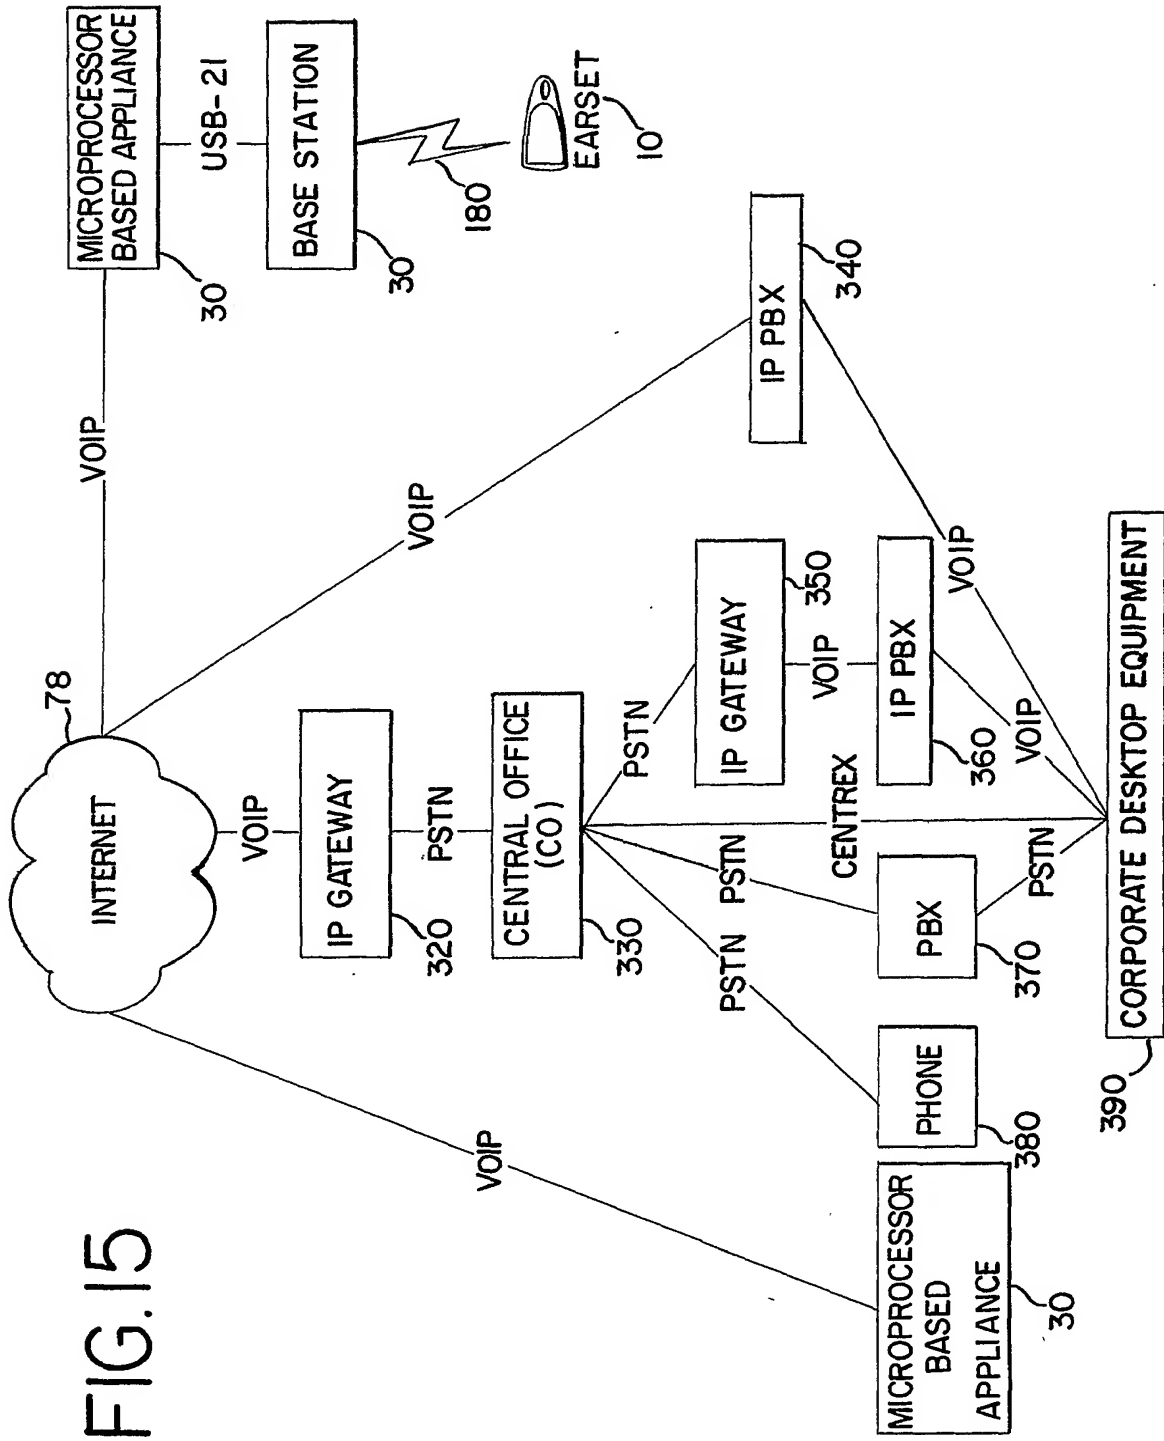 FIG.15
INTERNET
78
VOIP
MICROPROCESSOR
BASED APPLIANCE
30
USB-21
BASE STATION
30
180
EARSET
10
VOIP
IP GATEWAY
320
PSTN
CENTRAL OFFICE
(CO)
330
VOIP
IP PBX
340
VOIP
VOIP
MICROPROCESSOR
BASED
APPLIANCE
30
PSTN
PHONE
380
PSTN
PBX
370
PSTN
CENTREX
PSTN
IP GATEWAY
350
VOIP
IP PBX
360
VOIP
CORPORATE DESKTOP EQUIPMENT
390